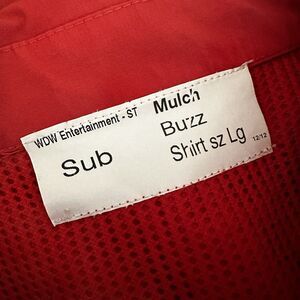 WDW Entertainment - ST Mulch
Sub Buzz
Shirt sz Lg 12/12